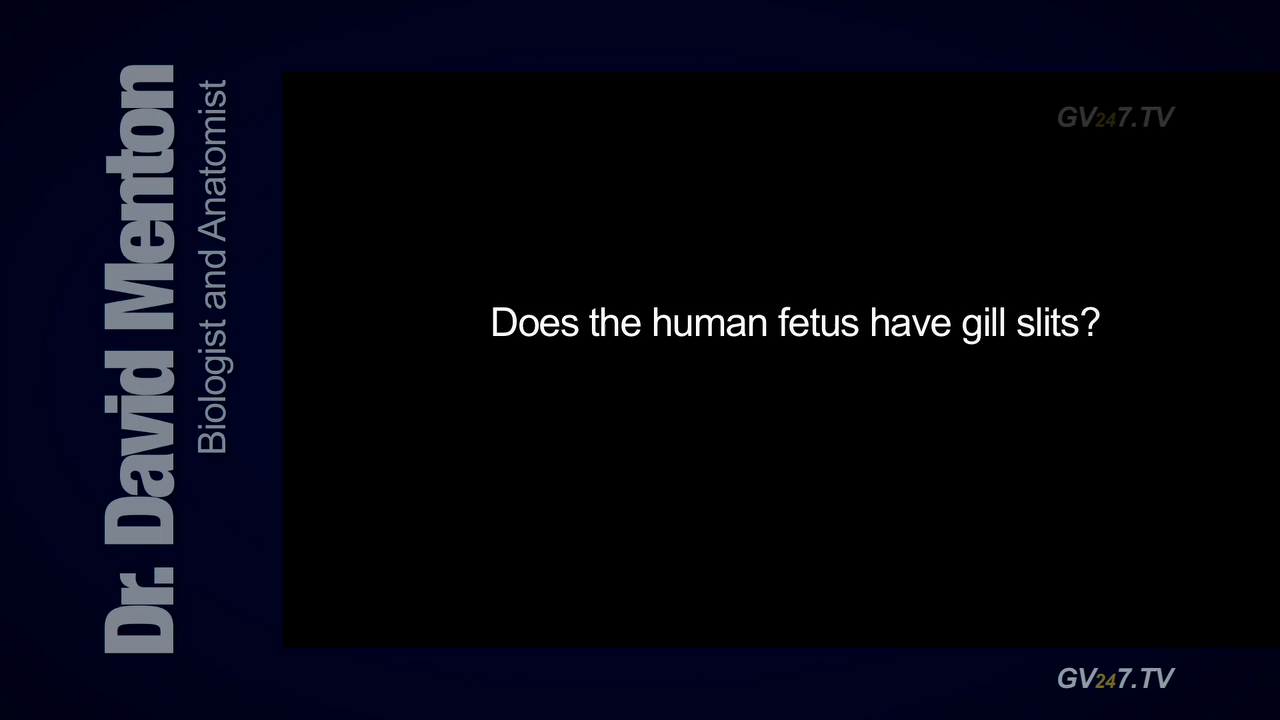 Dr. David Menton
Biologist and Anatomist
GV247.TV
Does the human fetus have gill slits?
GV247.TV